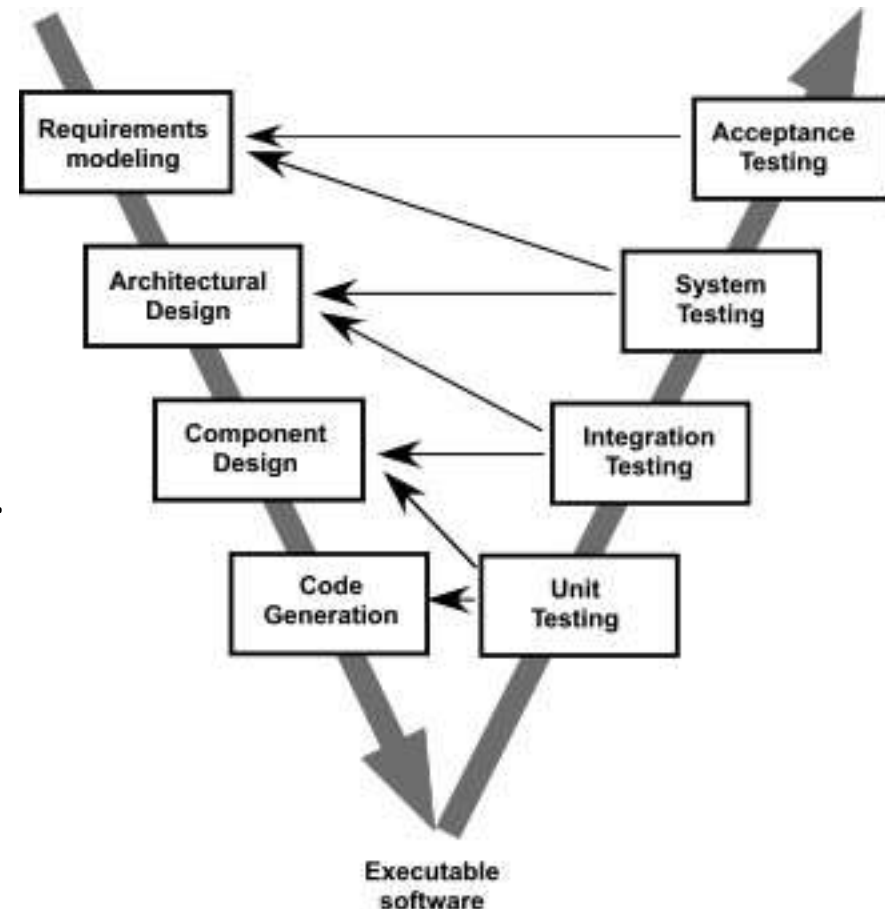 Requirements
modeling
Acceptance
Testing
Architectural
Design
System
Testing
Component
Design
Integration
Testing
Code
Generation
Unit
Testing
Executable
software